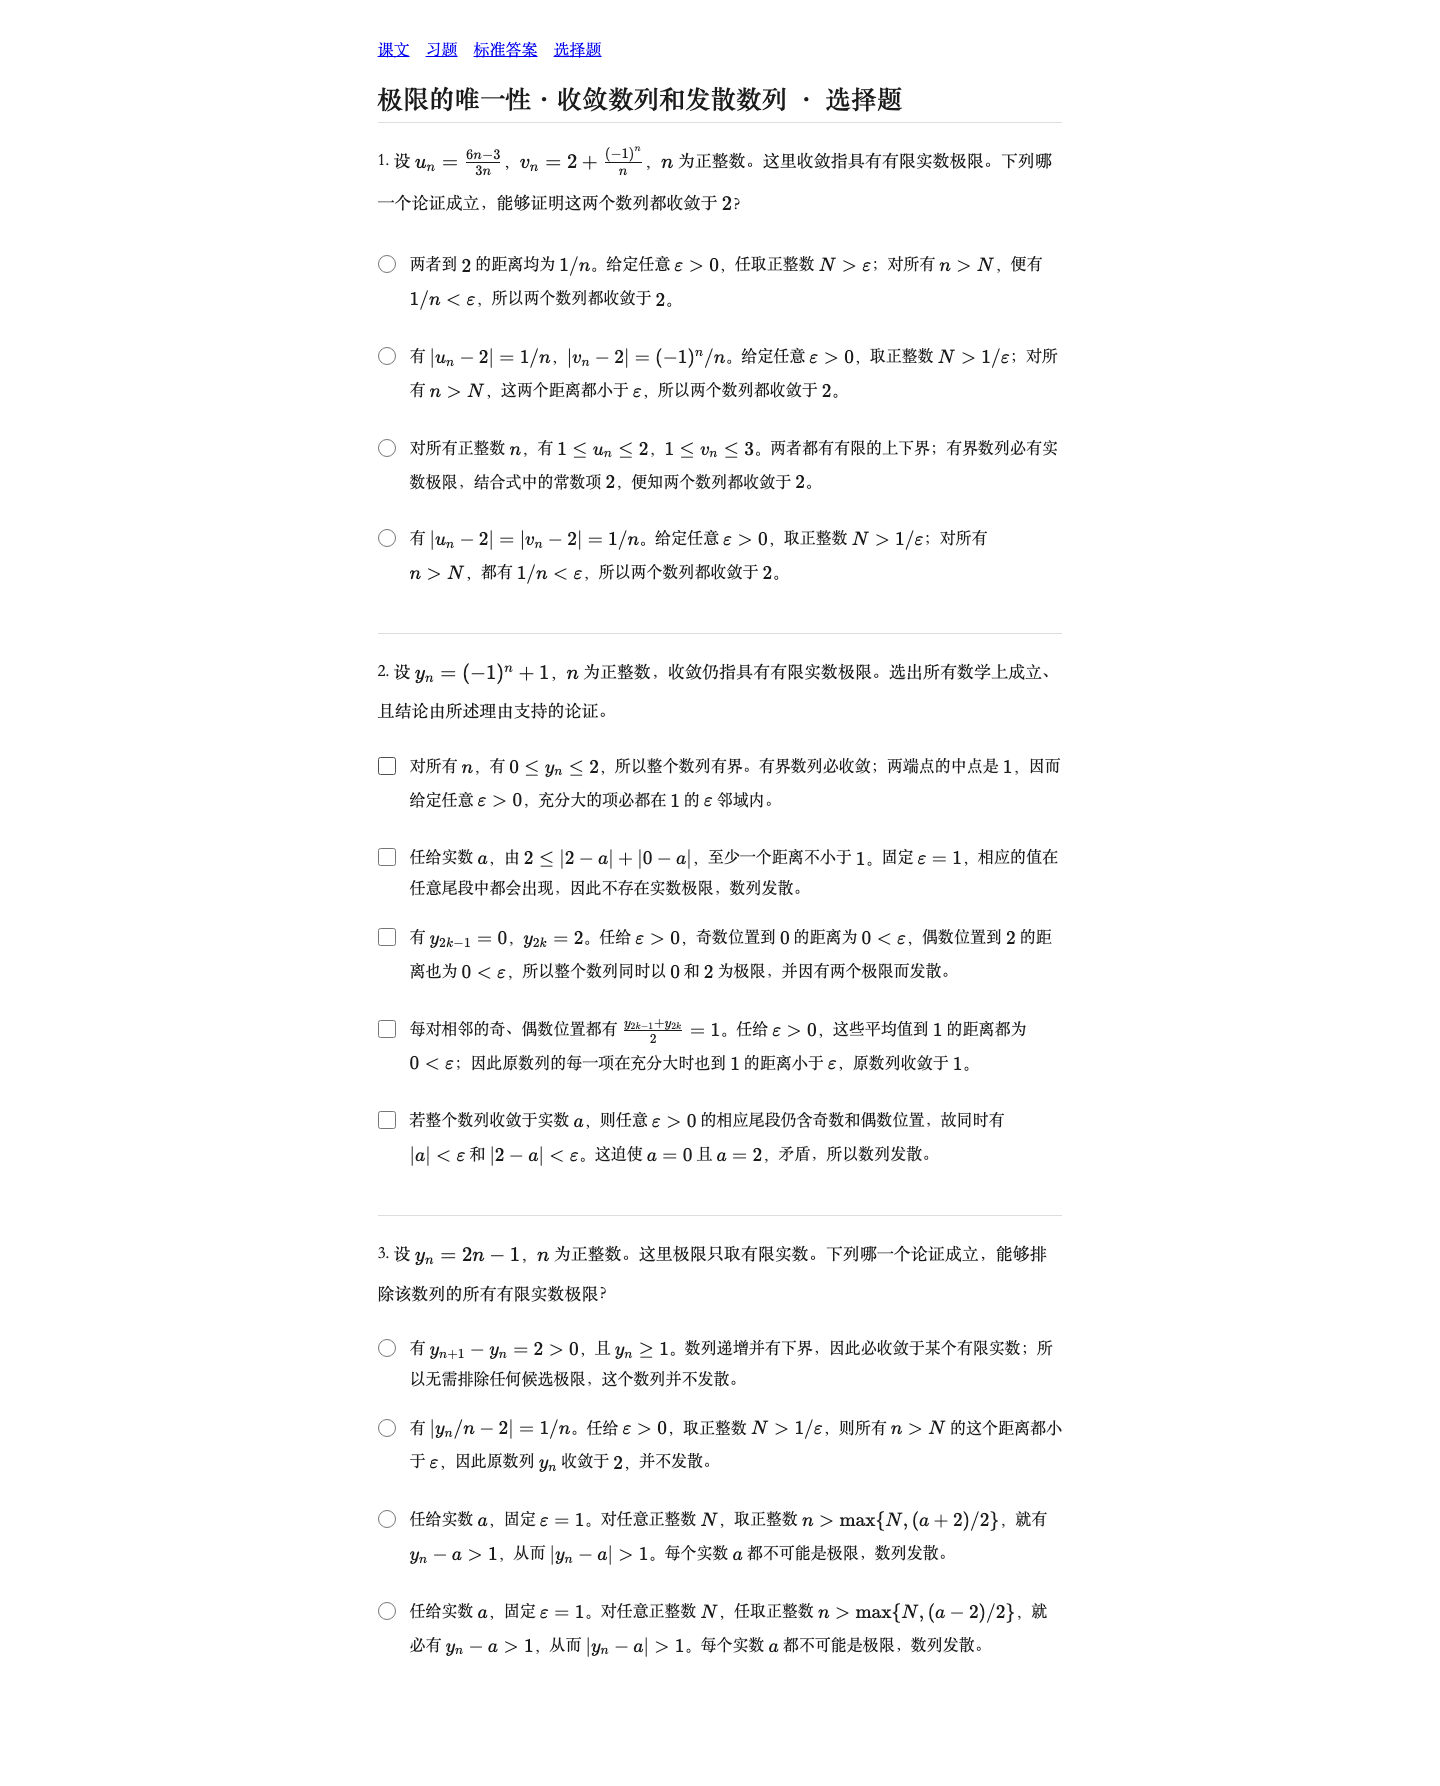 课文 习题 标准答案 选择题
极限的唯一性 · 收敛数列和发散数列 · 选择题
1. 设 $u_n = \frac{6n-3}{3n}$，$v_n = 2 + \frac{(-1)^n}{n}$，$n$ 为正整数。这里收敛指具有有限实数极限。下列哪
一个论证成立，能够证明这两个数列都收敛于 2?
两者到 2 的距离均为 $1/n$。给定任意 $\varepsilon > 0$，任取正整数 $N > \varepsilon$；对所有 $n > N$，便有
$1/n < \varepsilon$，所以两个数列都收敛于 2。
有 $|u_n - 2| = 1/n$，$|v_n - 2| = (-1)^n/n$。给定任意 $\varepsilon > 0$，取正整数 $N > 1/\varepsilon$；对所
有 $n > N$，这两个距离都小于 $\varepsilon$，所以两个数列都收敛于 2。
对所有正整数 $n$，有 $1 \leq u_n \leq 2$，$1 \leq v_n \leq 3$。两者都有有限的上下界；有界数列必有实
数极限，结合式中的常数项 2，便知两个数列都收敛于 2。
有 $|u_n - 2| = |v_n - 2| = 1/n$。给定任意 $\varepsilon > 0$，取正整数 $N > 1/\varepsilon$；对所有
$n > N$，都有 $1/n < \varepsilon$，所以两个数列都收敛于 2。
2. 设 $y_n = (-1)^n + 1$，$n$ 为正整数，收敛仍指具有有限实数极限。选出所有数学上成立、
且结论由所述理由支持的论证。
对所有 $n$，有 $0 \leq y_n \leq 2$，所以整个数列有界。有界数列必收敛；两端点的中点是 1，因而
给定任意 $\varepsilon > 0$，充分大的项必都在 1 的 $\varepsilon$ 邻域内。
任给实数 $a$，由 $2 \leq |2 - a| + |0 - a|$，至少一个距离不小于 1。固定 $\varepsilon = 1$，相应的值在
任意尾段中都会出现，因此不存在实数极限，数列发散。
有 $y_{2k-1} = 0$，$y_{2k} = 2$。任给 $\varepsilon > 0$，奇数位置到 0 的距离为 $0 < \varepsilon$，偶数位置到 2 的距
离也为 $0 < \varepsilon$，所以整个数列同时以 0 和 2 为极限，并因有两个极限而发散。
每对相邻的奇、偶数位置都有 $\frac{y_{2k-1}+y_{2k}}{2} = 1$。任给 $\varepsilon > 0$，这些平均值到 1 的距离都为
$0 < \varepsilon$；因此原数列的每一项在充分大时也到 1 的距离小于 $\varepsilon$，原数列收敛于 1。
若整个数列收敛于实数 $a$，则任意 $\varepsilon > 0$ 的相应尾段仍含奇数和偶数位置，故同时有
$|a| < \varepsilon$ 和 $|2 - a| < \varepsilon$。这迫使 $a = 0$ 且 $a = 2$，矛盾，所以数列发散。
3. 设 $y_n = 2n - 1$，$n$ 为正整数。这里极限只取有限实数。下列哪一个论证成立，能够排
除该数列的所有有限实数极限?
有 $y_{n+1} - y_n = 2 > 0$，且 $y_n \geq 1$。数列递增并有下界，因此必收敛于某个有限实数；所
以无需排除任何候选极限，这个数列并不发散。
有 $|y_n/n - 2| = 1/n$。任给 $\varepsilon > 0$，取正整数 $N > 1/\varepsilon$，则所有 $n > N$ 的这个距离都小
于 $\varepsilon$，因此原数列 $y_n$ 收敛于 2，并不发散。
任给实数 $a$，固定 $\varepsilon = 1$。对任意正整数 $N$，取正整数 $n > \max\{N, (a+2)/2\}$，就有
$y_n - a > 1$，从而 $|y_n - a| > 1$。每个实数 $a$ 都不可能是极限，数列发散。
任给实数 $a$，固定 $\varepsilon = 1$。对任意正整数 $N$，任取正整数 $n > \max\{N, (a-2)/2\}$，就
必有 $y_n - a > 1$，从而 $|y_n - a| > 1$。每个实数 $a$ 都不可能是极限，数列发散。